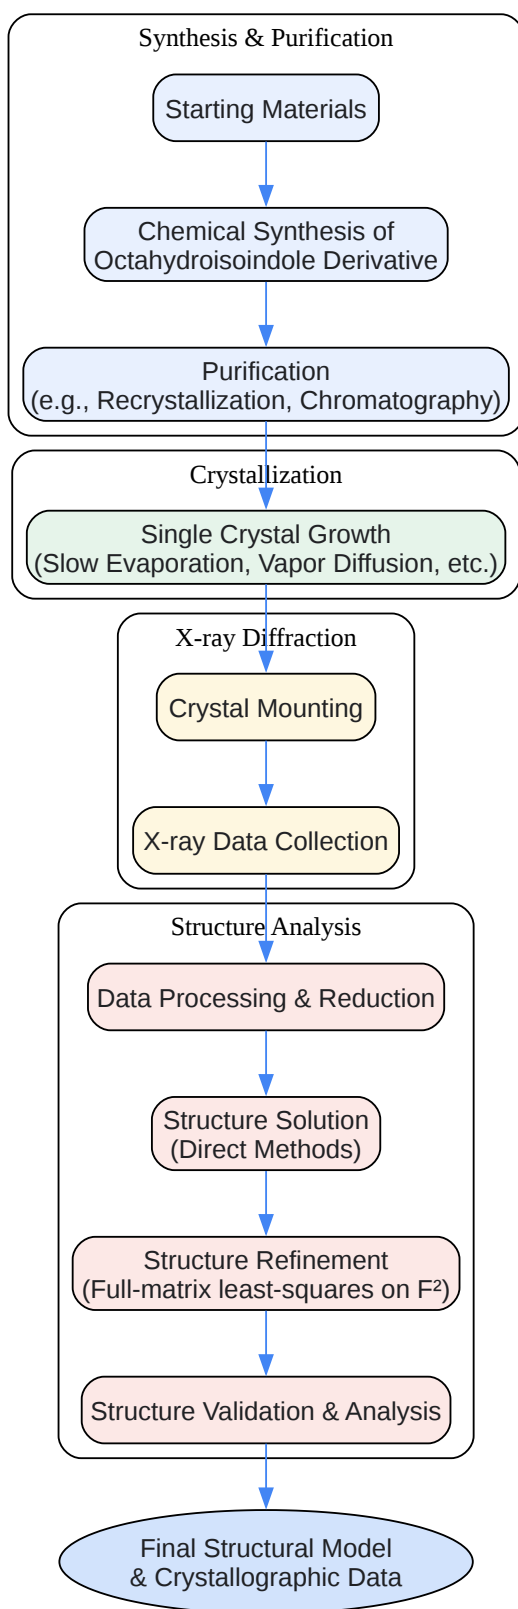 Synthesis & Purification
Starting Materials
Chemical Synthesis of
Octahydroisoindole Derivative
Purification
(e.g., Recrystallization, Chromatography)
Crystallization
Single Crystal Growth
(Slow Evaporation, Vapor Diffusion, etc.)
X-ray Diffraction
Crystal Mounting
X-ray Data Collection
Structure Analysis
Data Processing & Reduction
Structure Solution
(Direct Methods)
Structure Refinement
(Full-matrix least-squares on F²)
Structure Validation & Analysis
Final Structural Model
& Crystallographic Data